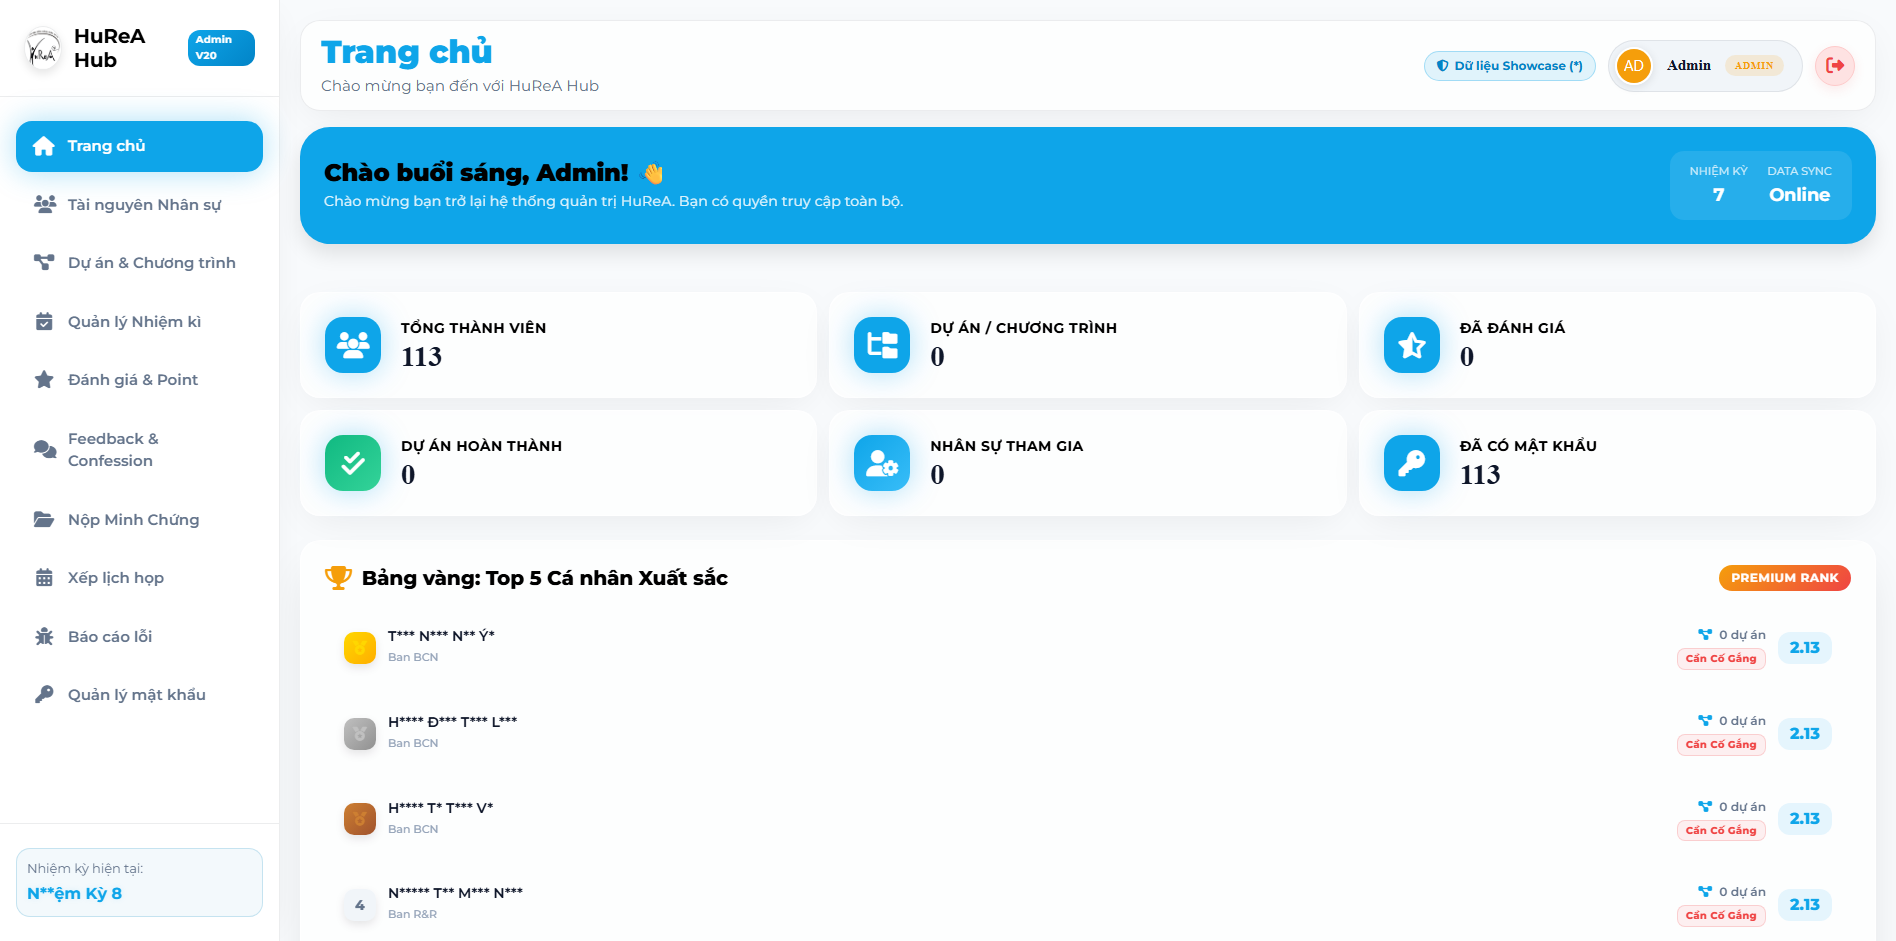 HuReA
Hub
Admin
V20
Trang chủ
Tài nguyên Nhân sự
Dự án & Chương trình
Quản lý Nhiệm kì
Đánh giá & Point
Feedback &
Confession
Nộp Minh Chứng
Xếp lịch họp
Báo cáo lỗi
Quản lý mật khẩu
Nhiệm kỳ hiện tại:
N**ệm Kỳ 8
Trang chủ
Chào mừng bạn đến với HuReA Hub
Dữ liệu Showcase (*)
AD
Admin
ADMIN
Chào buổi sáng, Admin! 👋
Chào mừng bạn trở lại hệ thống quản trị HuReA. Bạn có quyền truy cập toàn bộ.
NHIỆM KỲ
7
DATA SYNC
Online
TỔNG THÀNH VIÊN
113
DỰ ÁN / CHƯƠNG TRÌNH
0
ĐÃ ĐÁNH GIÁ
0
DỰ ÁN HOÀN THÀNH
0
NHÂN SỰ THAM GIA
0
ĐÃ CÓ MẬT KHẨU
113
Bảng vàng: Top 5 Cá nhân Xuất sắc
PREMIUM RANK
T*** N*** N** Ý*
Ban BCN
0 dự án
Cần Cố Gắng
2.13
H**** Đ*** T*** L***
Ban BCN
0 dự án
Cần Cố Gắng
2.13
H**** T* T*** V*
Ban BCN
0 dự án
Cần Cố Gắng
2.13
4
N***** T** M*** N***
Ban R&R
0 dự án
Cần Cố Gắng
2.13